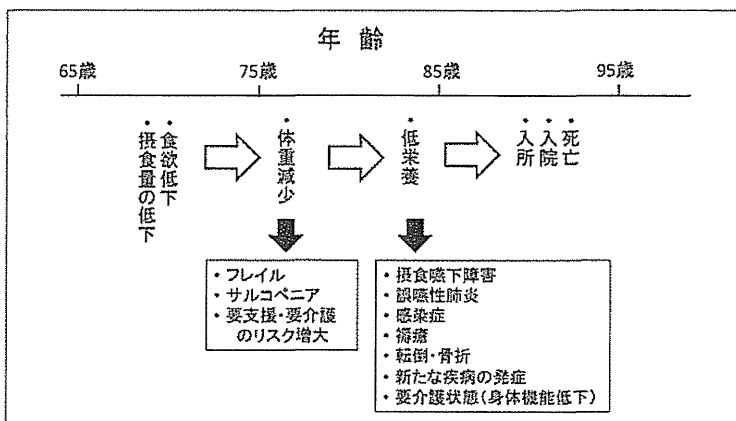 年齢
65歳 75歳 85歳 95歳
・食欲低下
・摂食量の低下
・体重減少
・低栄養
・死亡
・入院
・入所
・フレイル
・サルコペニア
・要支援・要介護
のリスク増大
・摂食嚥下障害
・誤嚥性肺炎
・感染症
・褥瘡
・転倒・骨折
・新たな疾病の発症
・要介護状態(身体機能低下)